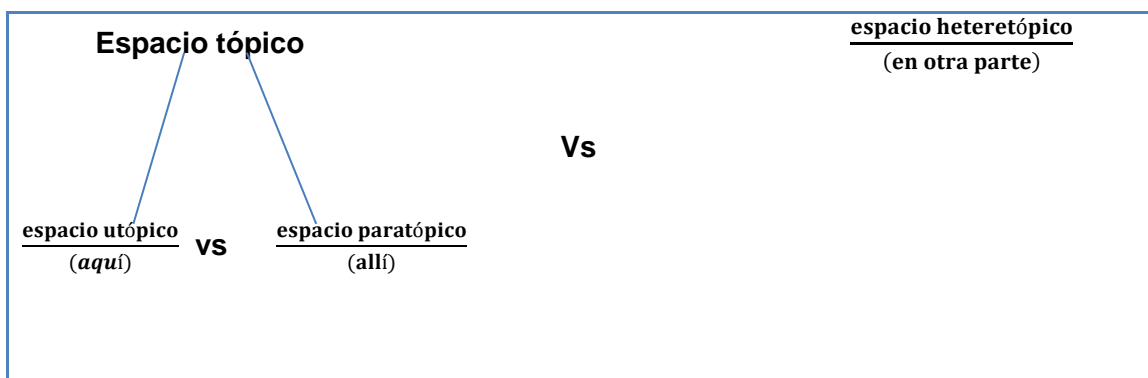 Espacio tópico
espacio heteretópico
(en otra parte)
Vs
espacio utópico
(aquí)
vs
espacio paratópico
(allí)